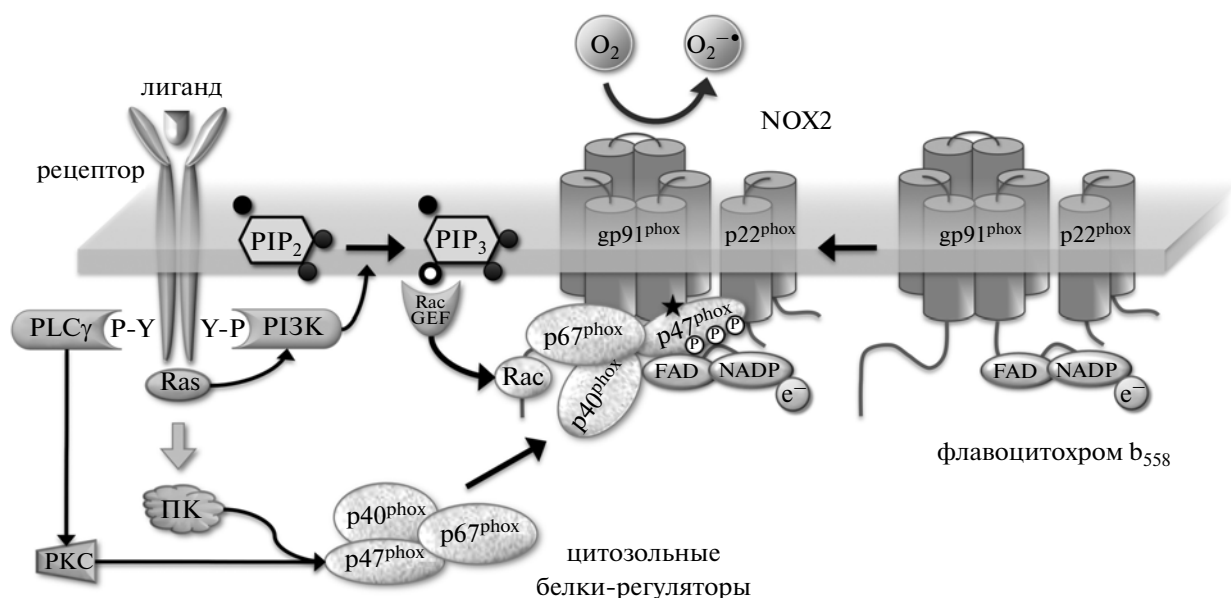 O₂
O₂⁻•
лиганд
NOX2
рецептор
PIP₂
PIP₃
gp91ᵖʰᵒˣ
p22ᵖʰᵒˣ
gp91ᵖʰᵒˣ
p22ᵖʰᵒˣ
Rac
GEF
PLCγ
P-Y
Y-P
PI3K
p67ᵖʰᵒˣ
p47ᵖʰᵒˣ
P P P
Ras
Rac
p40ᵖʰᵒˣ
FAD
NADP
e⁻
FAD
NADP
e⁻
флавоцитохром b₅₅₈
ПК
p40ᵖʰᵒˣ
p67ᵖʰᵒˣ
p47ᵖʰᵒˣ
PKC
цитозольные
белки-регуляторы